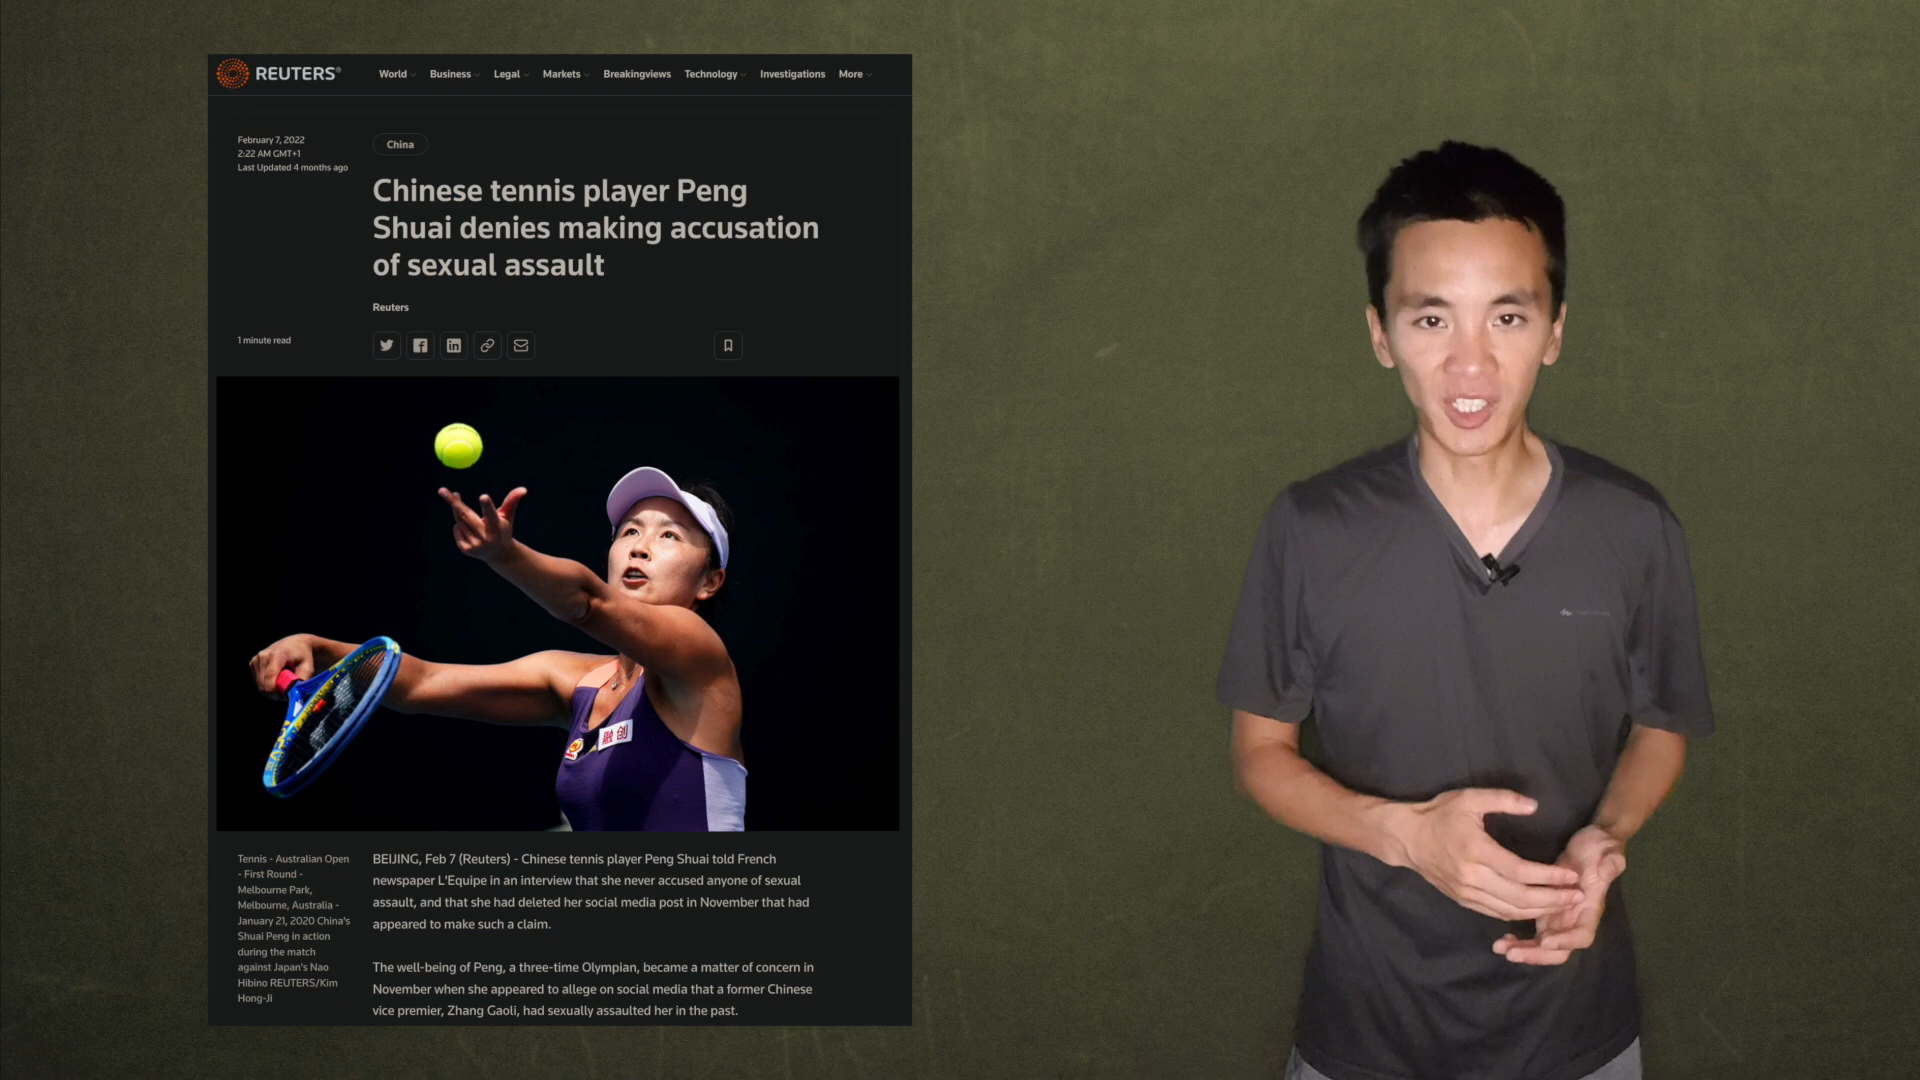 REUTERS®
World Business Legal Markets Breakingviews Technology Investigations More
February 7, 2022
2:22 AM GMT+1
Last Updated 4 months ago
China
Chinese tennis player Peng
Shuai denies making accusation
of sexual assault
Reuters
1 minute read
融创
Tennis - Australian Open
- First Round -
Melbourne Park,
Melbourne, Australia -
January 21, 2020 China's
Shuai Peng in action
during the match
against Japan's Nao
Hibino REUTERS/Kim
Hong-Ji
BEIJING, Feb 7 (Reuters) - Chinese tennis player Peng Shuai told French
newspaper L'Equipe in an interview that she never accused anyone of sexual
assault, and that she had deleted her social media post in November that had
appeared to make such a claim.
The well-being of Peng, a three-time Olympian, became a matter of concern in
November when she appeared to allege on social media that a former Chinese
vice premier, Zhang Gaoli, had sexually assaulted her in the past.